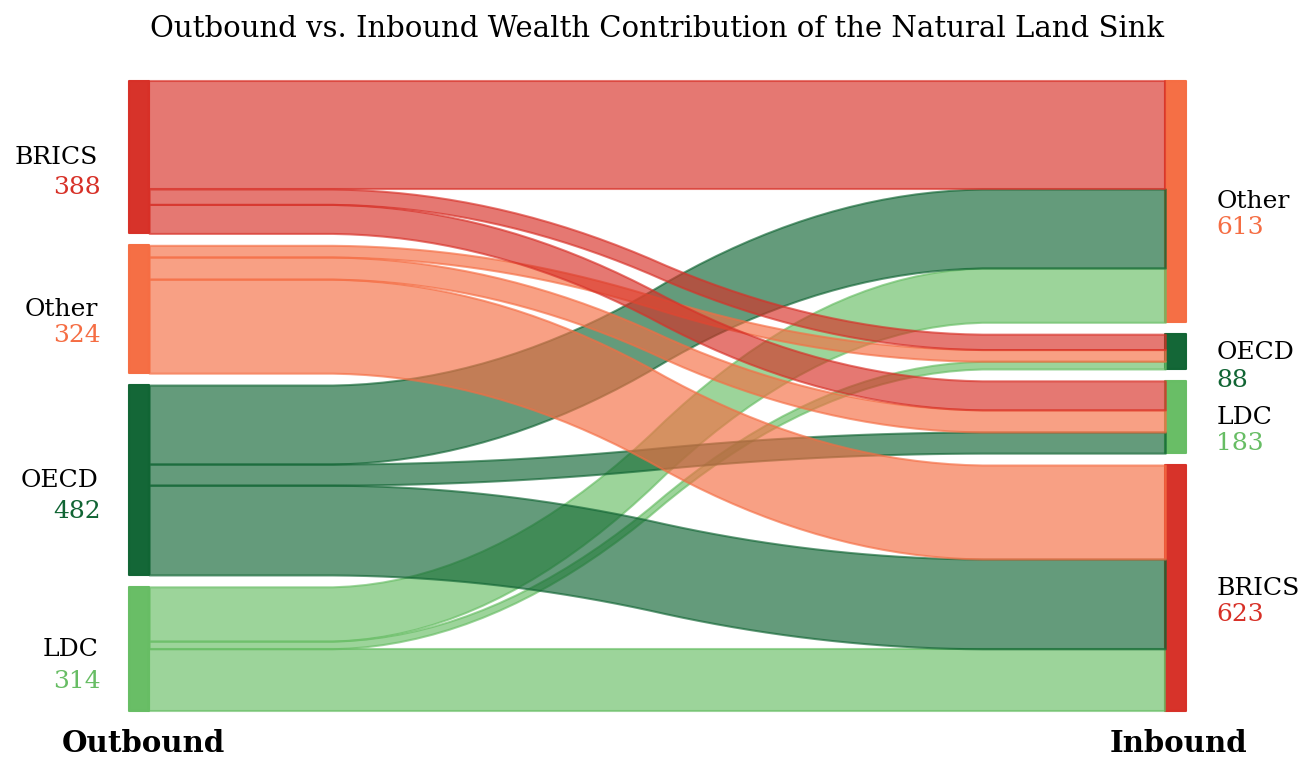 Outbound vs. Inbound Wealth Contribution of the Natural Land Sink
BRICS
388
Other
324
OECD
482
LDC
314
Other
613
OECD
88
LDC
183
BRICS
623
Outbound
Inbound